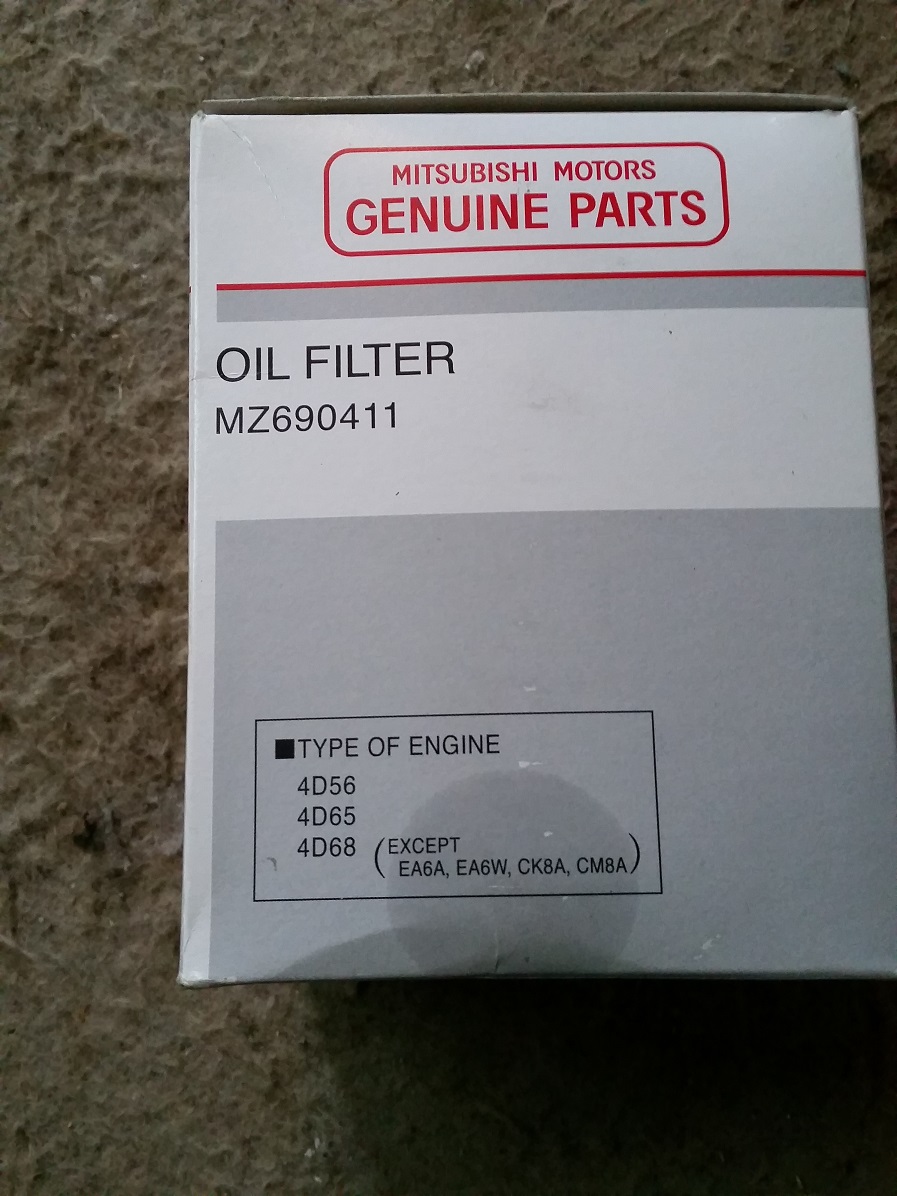 MITSUBISHI MOTORS
GENUINE PARTS
OIL FILTER
MZ690411
■TYPE OF ENGINE
4D56
4D65
4D68 (EXCEPT
EA6A, EA6W, CK8A, CM8A)